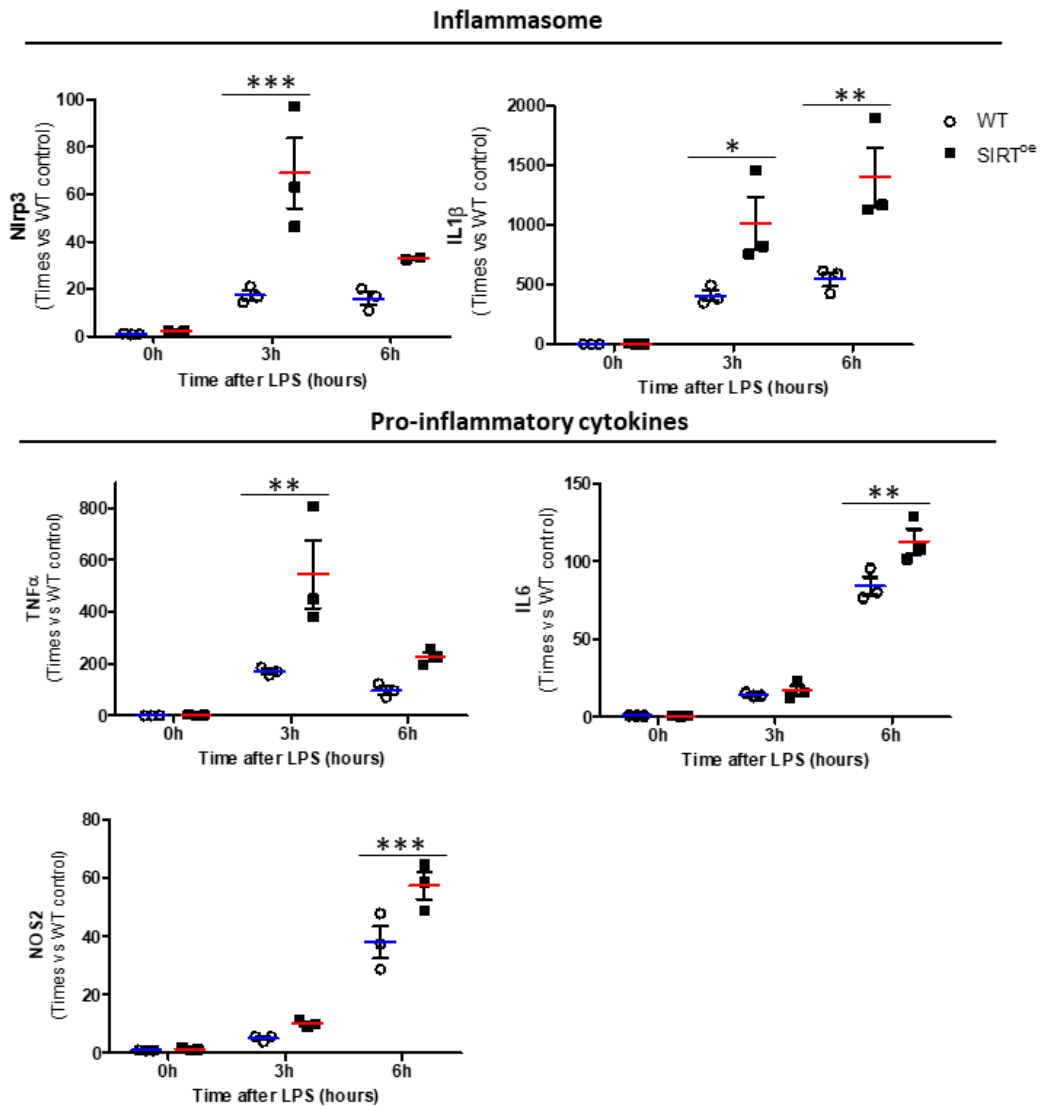 Inflammasome
***
100
80
60
40
20
0
Nlrp3
(Times vs WT control)
0h 3h 6h
Time after LPS (hours)
*
**
2000
1500
1000
500
0
IL1β
(Times vs WT control)
0h 3h 6h
Time after LPS (hours)
WT
SIRToe
Pro-inflammatory cytokines
**
800
600
400
200
0
TNFα
(Times vs WT control)
0h 3h 6h
Time after LPS (hours)
**
150
100
50
0
IL6
(Times vs WT control)
0h 3h 6h
Time after LPS (hours)
***
80
60
40
20
0
NOS2
(Times vs WT control)
0h 3h 6h
Time after LPS (hours)